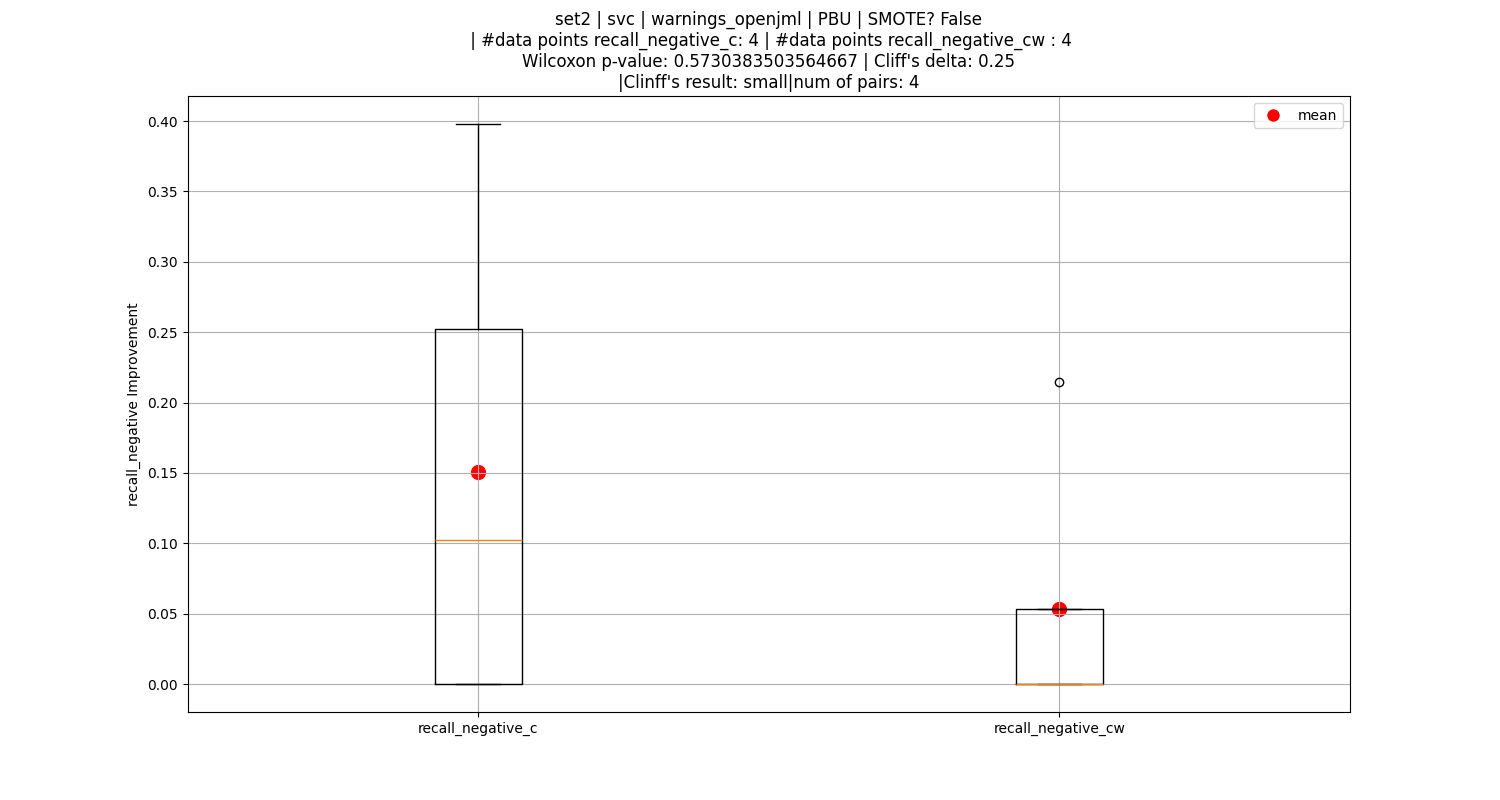 set2 | svc | warnings_openjml | PBU | SMOTE? False
| #data points recall_negative_c: 4 | #data points recall_negative_cw : 4
Wilcoxon p-value: 0.5730383503564667 | Cliff's delta: 0.25
|Clinff's result: small|num of pairs: 4
mean
0.40
0.35
0.30
0.25
0.20
0.15
0.10
0.05
0.00
recall_negative Improvement
recall_negative_c
recall_negative_cw